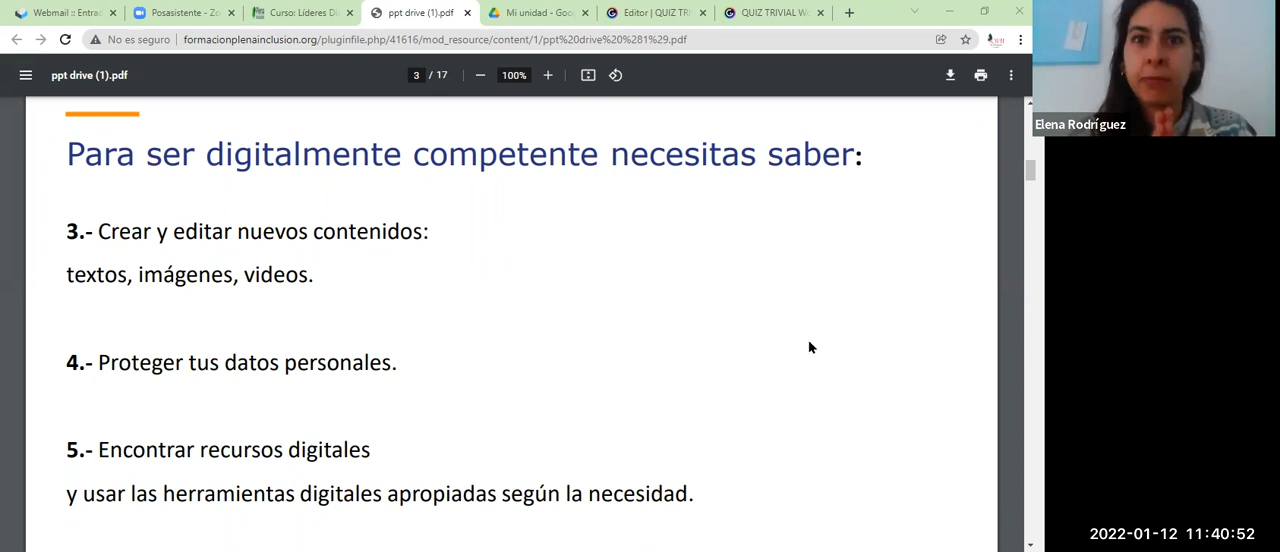 Webmail :: Entrad
Posasistente - Zo
Curso: Líderes Di
ppt drive (1).pdf
Mi unidad - Goo
Editor | QUIZ TRI
QUIZ TRIVIAL W
No es seguro
formacionplenainclusion.org/pluginfile.php/41616/mod_resource/content/1/ppt%20drive%20%281%29.pdf
ppt drive (1).pdf
3 / 17
100%
Para ser digitalmente competente necesitas saber:
3.- Crear y editar nuevos contenidos:
textos, imágenes, videos.
4.- Proteger tus datos personales.
5.- Encontrar recursos digitales
y usar las herramientas digitales apropiadas según la necesidad.
Elena Rodríguez
2022-01-12 11:40:52